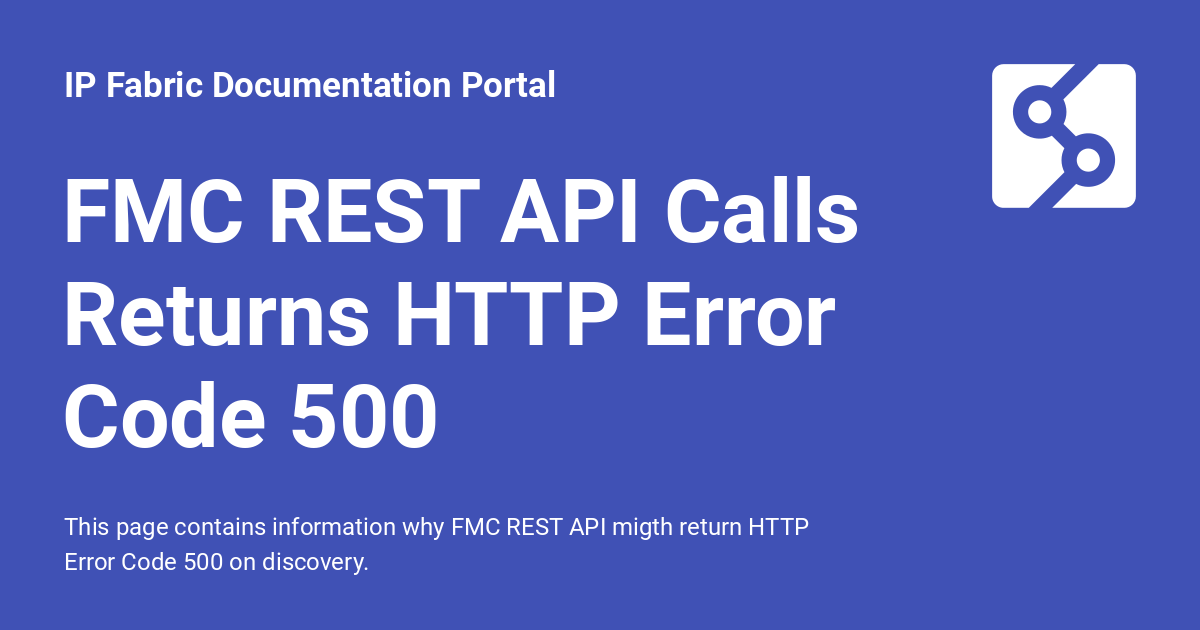 IP Fabric Documentation Portal
FMC REST API Calls
Returns HTTP Error
Code 500
This page contains information why FMC REST API migth return HTTP
Error Code 500 on discovery.